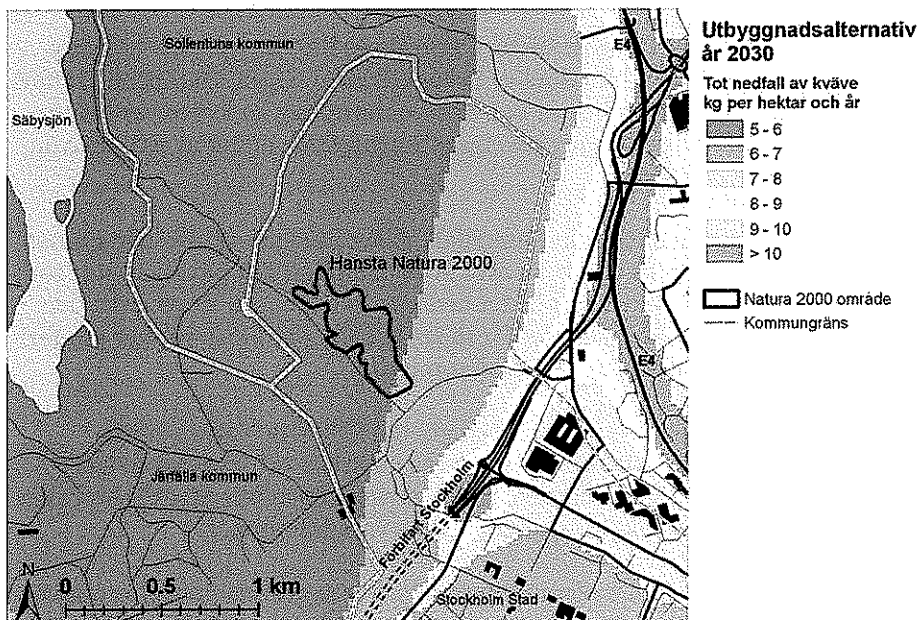 Utbyggnadsalternativ
år 2030
Tot nedfall av kväve
kg per hektar och år
5 - 6
6 - 7
7 - 8
8 - 9
9 - 10
> 10
Natura 2000 område
Kommungräns
Sollentuna kommun
E4
Säbysjön
Hansta Natura 2000
E4
Järfälla kommun
Förbifart Stockholm
Stockholm Stad
N
0 0.5 1 km